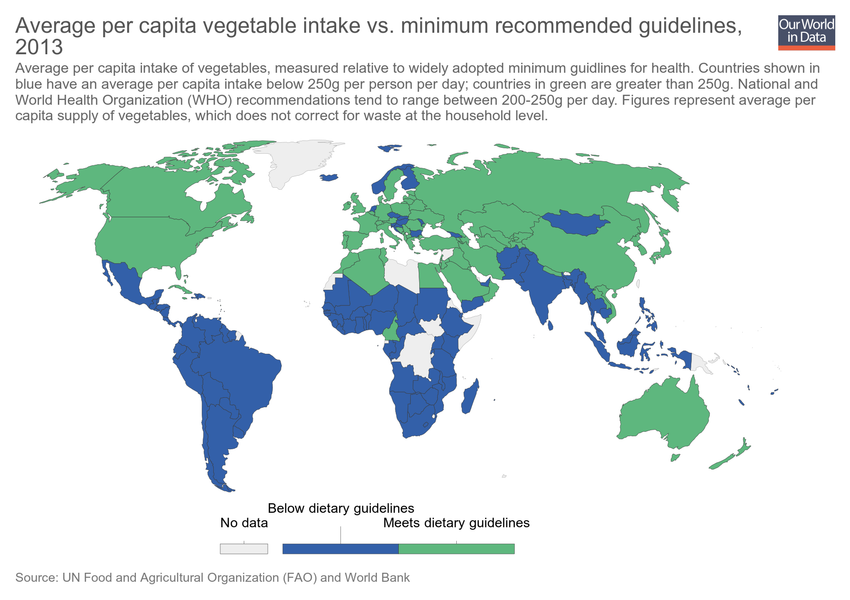 Average per capita vegetable intake vs. minimum recommended guidelines,
2013
Our World
in Data
Average per capita intake of vegetables, measured relative to widely adopted minimum guidlines for health. Countries shown in
blue have an average per capita intake below 250g per person per day; countries in green are greater than 250g. National and
World Health Organization (WHO) recommendations tend to range between 200-250g per day. Figures represent average per
capita supply of vegetables, which does not correct for waste at the household level.
Below dietary guidelines
No data
Meets dietary guidelines
Source: UN Food and Agricultural Organization (FAO) and World Bank